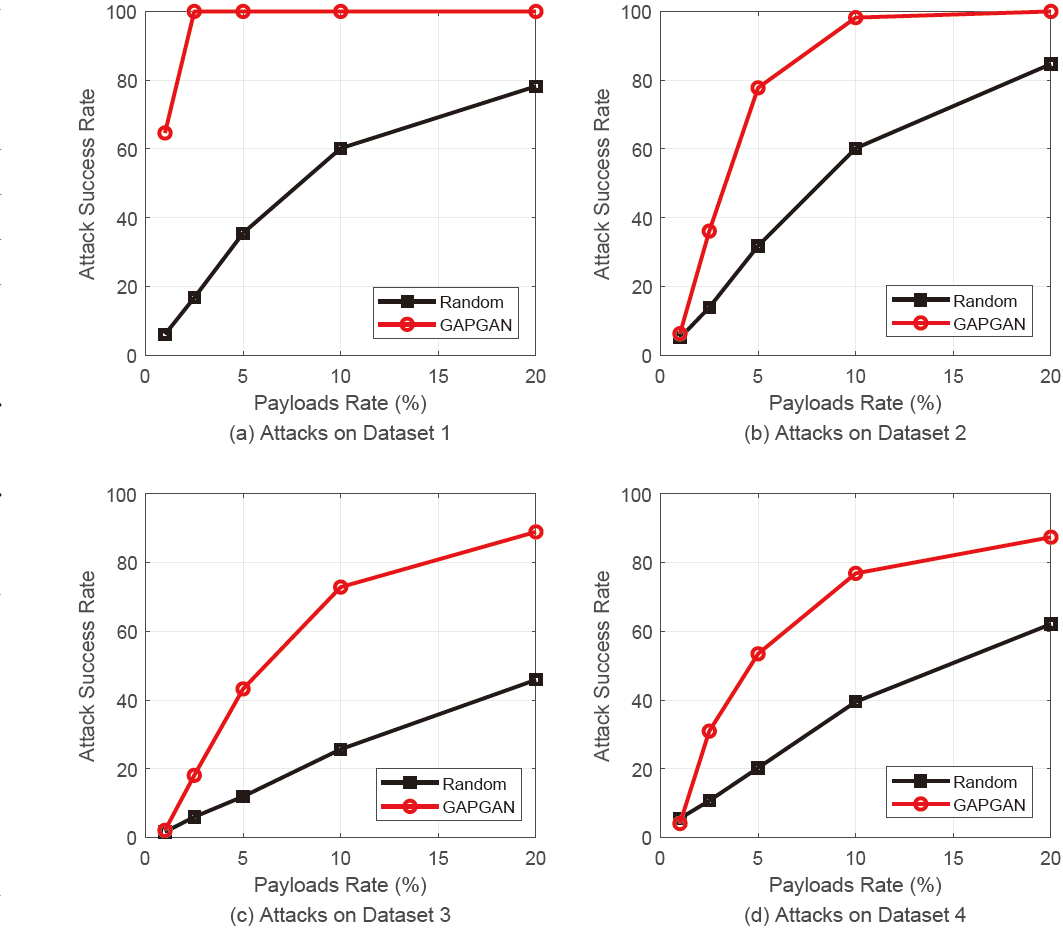 100
80
60
40
20
0
0 5 10 15 20
Attack Success Rate
Payloads Rate (%)
Random
GAPGAN
(a) Attacks on Dataset 1
100
80
60
40
20
0
0 5 10 15 20
Attack Success Rate
Payloads Rate (%)
Random
GAPGAN
(b) Attacks on Dataset 2
100
80
60
40
20
0
0 5 10 15 20
Attack Success Rate
Payloads Rate (%)
Random
GAPGAN
(c) Attacks on Dataset 3
100
80
60
40
20
0
0 5 10 15 20
Attack Success Rate
Payloads Rate (%)
Random
GAPGAN
(d) Attacks on Dataset 4